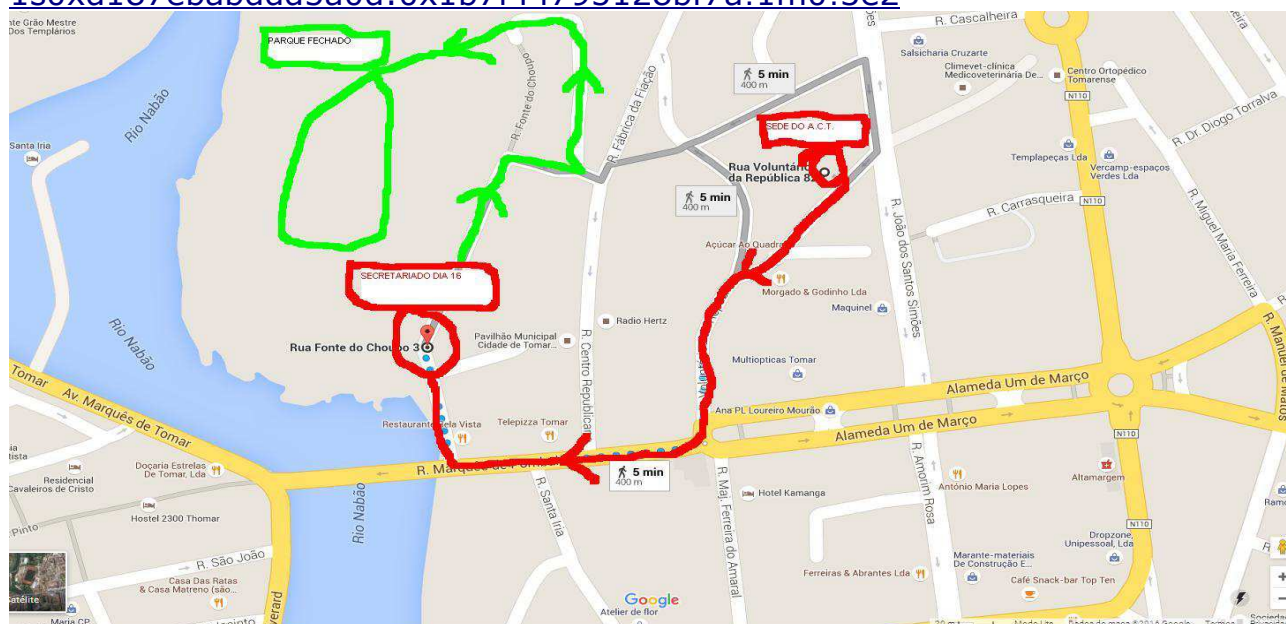 PARQUE FECHADO
R. Cascalheira
Salsicharia Cruzarte
Climevet-clínica
Medicoveterinária De...
Centro Ortopédico
Tomarense
N110
nte Grão Mestre
Dos Templários
Rio Nabão
R. Fonte do Choupo
R. Fábrica da Fiação
5 min
400 m
SEDE DO A.C.T.
R. Dr. Diogo Torralva
Santa Iria
Templapeças Lda
Vercamp-espaços
Verdes Lda
Rua Voluntári
da República 8
5 min
400 m
R. Carrasqueira
N110
R. João dos Santos Simões
R. Miguel Maria Ferreira
Açúcar Ao Quadra
SECRETARIADO DIA 16
Morgado & Godinho Lda
Maquinel
Radio Hertz
Rio Nabão
Rua Fonte do Choupo 3
Pavilhão Municipal
Cidade de Tomar...
R. Centro Republicano
Multiopticas Tomar
Tomar
Av. Marquês de Tomar
Alameda Um de Março
Ana PL Loureiro Mourão
Alameda Um de Março
Restaurante Bela Vista
Telepizza Tomar
N110
R. Marquês de Pombal
5 min
400 m
Doçaria Estrelas
De Tomar, Lda
Residencial
Cavaleiros de Cristo
R. Santa Iria
R. Maj. Ferreira do Amaral
Hotel Kamanga
R. Amorim Rosa
António Maria Lopes
Altamargem
Hostel 2300 Thomar
Pinto
Rio Nabão
N110
R. São João
Dropzone,
Unipessoal, Lda
Marante-materiais
De Construção E...
Ferreiras & Abrantes Lda
Café Snack-bar Top Ten
Casa Das Ratas
& Casa Matreno (são...
Satélite
Google
Atelier de flor
Maria CP